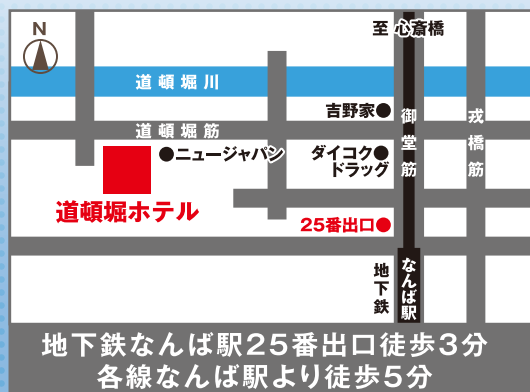 N
至 心斎橋
道頓堀川
吉野家
御堂筋
戎橋筋
道頓堀筋
ニュージャパン
ダイコク
ドラッグ
道頓堀ホテル
25番出口
地下鉄
なんば駅
地下鉄なんば駅25番出口徒歩3分
各線なんば駅より徒歩5分